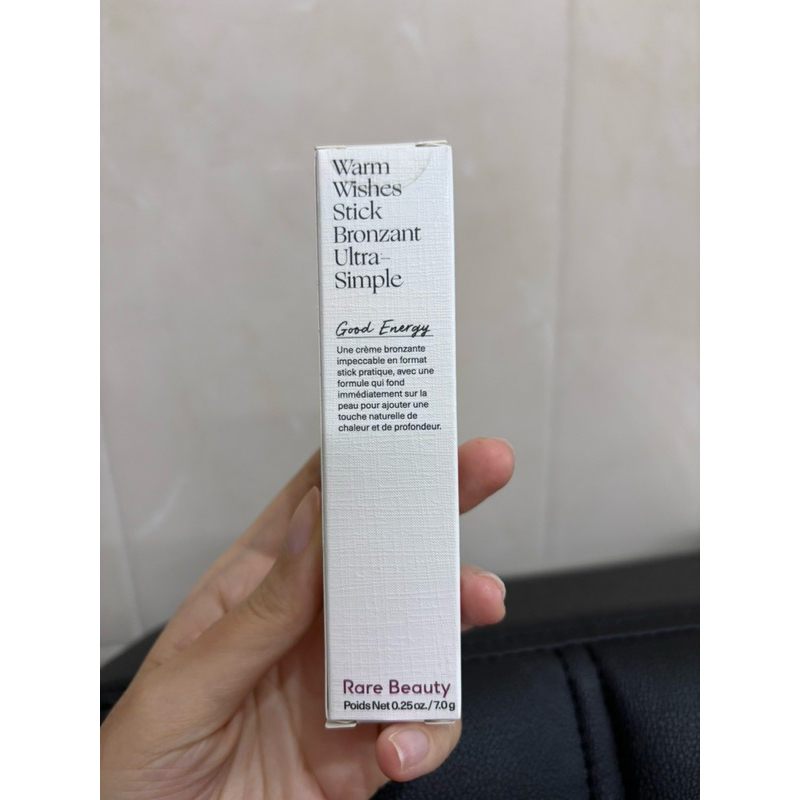 Warm
Wishes
Stick
Bronzant
Ultra-
Simple
Good Energy
Une crème bronzante
impeccable en format
stick pratique, avec une
formule qui fond
immédiatement sur la
peau pour ajouter une
touche naturelle de
chaleur et de profondeur.
Rare Beauty
Poids Net 0.25 oz. / 7.0 g